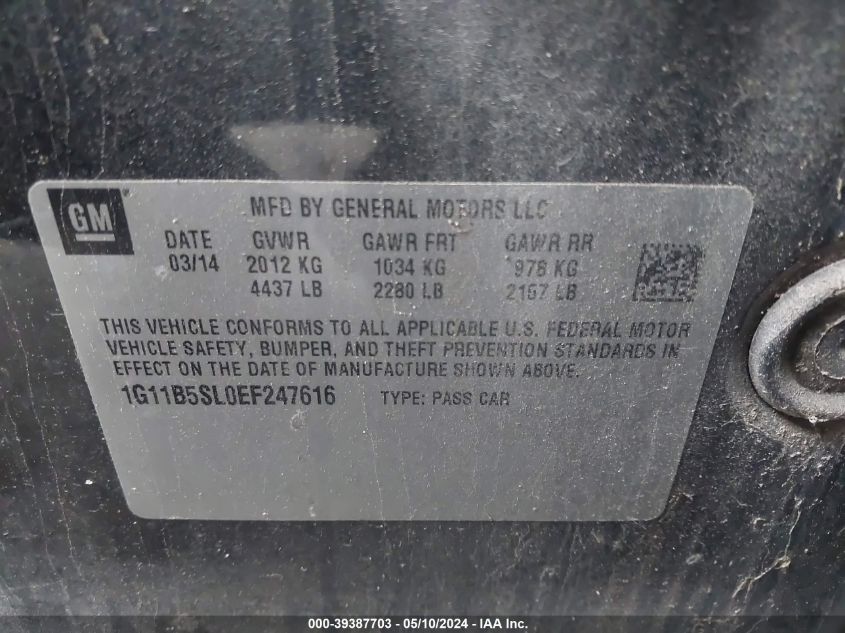 GM
MFD BY GENERAL MOTORS LLC
DATE GVWR GAWR FRT GAWR RR
03/14 2012 KG 1034 KG 978 KG
4437 LB 2280 LB 2157 LB
THIS VEHICLE CONFORMS TO ALL APPLICABLE U.S. FEDERAL MOTOR
VEHICLE SAFETY, BUMPER, AND THEFT PREVENTION STANDARDS IN
EFFECT ON THE DATE OF MANUFACTURE SHOWN ABOVE.
1G11B5SL0EF247616 TYPE: PASS CAR
000-39387703 - 05/10/2024 - IAA Inc.